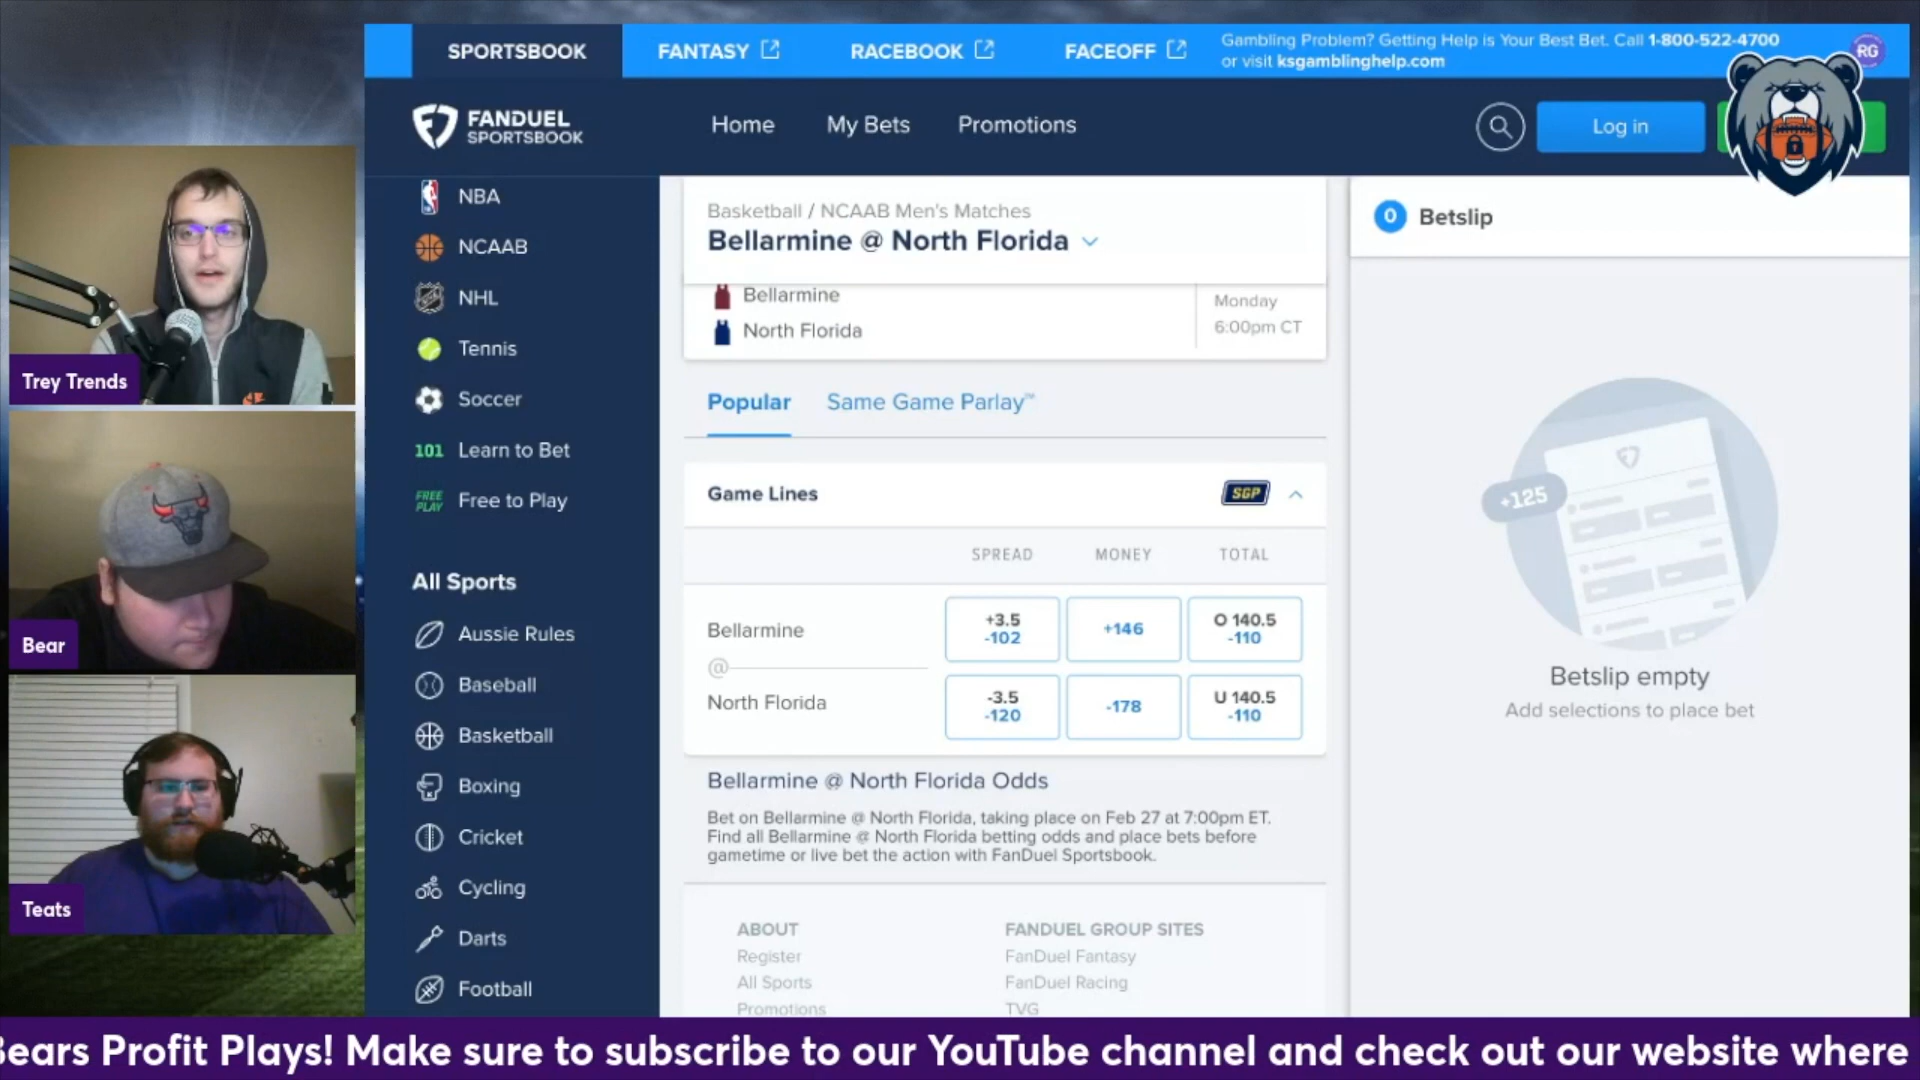 SPORTSBOOK
FANTASY
RACEBOOK
FACEOFF
Gambling Problem? Getting Help is Your Best Bet. Call 1-800-522-4700
or visit ksgamblinghelp.com
RG
FANDUEL
SPORTSBOOK
Home
My Bets
Promotions
Log in
NBA
NCAAB
NHL
Tennis
Soccer
101 Learn to Bet
FREE
PLAY
Free to Play
All Sports
Aussie Rules
Baseball
Basketball
Boxing
Cricket
Cycling
Darts
Football
Basketball / NCAAB Men's Matches
Bellarmine @ North Florida
Bellarmine
North Florida
Monday
6:00pm CT
Popular
Same Game Parlay™
Game Lines
SGP
SPREAD MONEY TOTAL
Bellarmine
+3.5
-102
+146
O 140.5
-110
@
North Florida
-3.5
-120
-178
U 140.5
-110
Bellarmine @ North Florida Odds
Bet on Bellarmine @ North Florida, taking place on Feb 27 at 7:00pm ET.
Find all Bellarmine @ North Florida betting odds and place bets before
gametime or live bet the action with FanDuel Sportsbook.
ABOUT
Register
All Sports
Promotions
FANDUEL GROUP SITES
FanDuel Fantasy
FanDuel Racing
TVG
0 Betslip
+125
Betslip empty
Add selections to place bet
Trey Trends
Bear
Teats
Bears Profit Plays! Make sure to subscribe to our YouTube channel and check out our website where